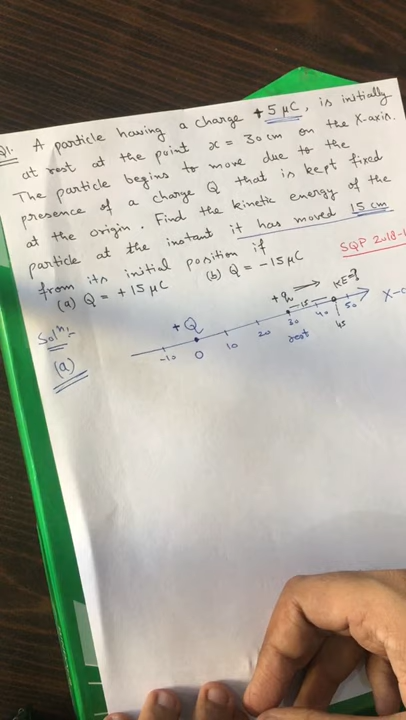 Q1. A particle having a charge +5 μC, is initially
at rest at the point x = 30 cm on the X-axis.
The particle begins to move due to the
presence of a charge Q that is kept fixed
at the origin. Find the kinetic energy of the
particle at the instant it has moved 15 cm
from its initial position if
(a) Q = +15 μC (b) Q = -15 μC
SQP 2018-1
Solⁿ:-
(a)
+Q +q 15 KE=?
-10 0 10 20 30 40 50
rest 45